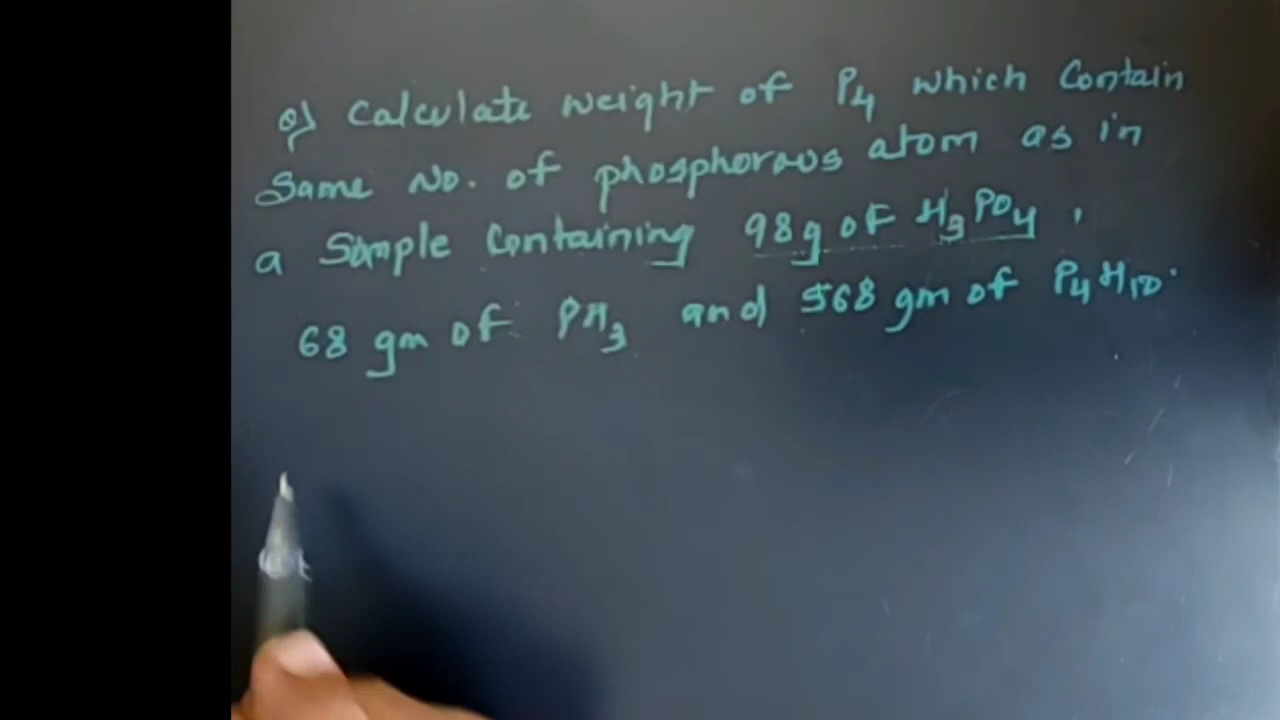 Q) Calculate weight of P4 which contain
same No. of phosphorous atom as in
a sample containing 98g of H3PO4,
68 gm of PH3 and 568 gm of P4H10.